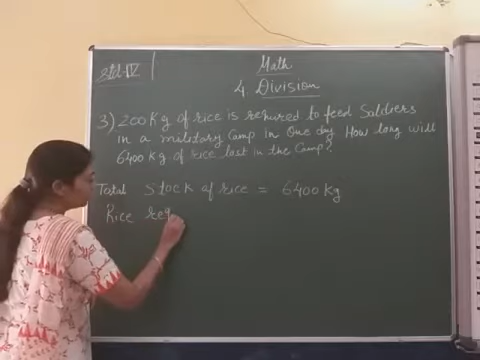 Std-IV
Math
4 Division
3) 200 Kg of rice is required to feed Soldiers
in a military Camp in One day How long will
6400 Kg of rice last in the Camp?
Total Stock of rice = 6400 Kg
Rice req